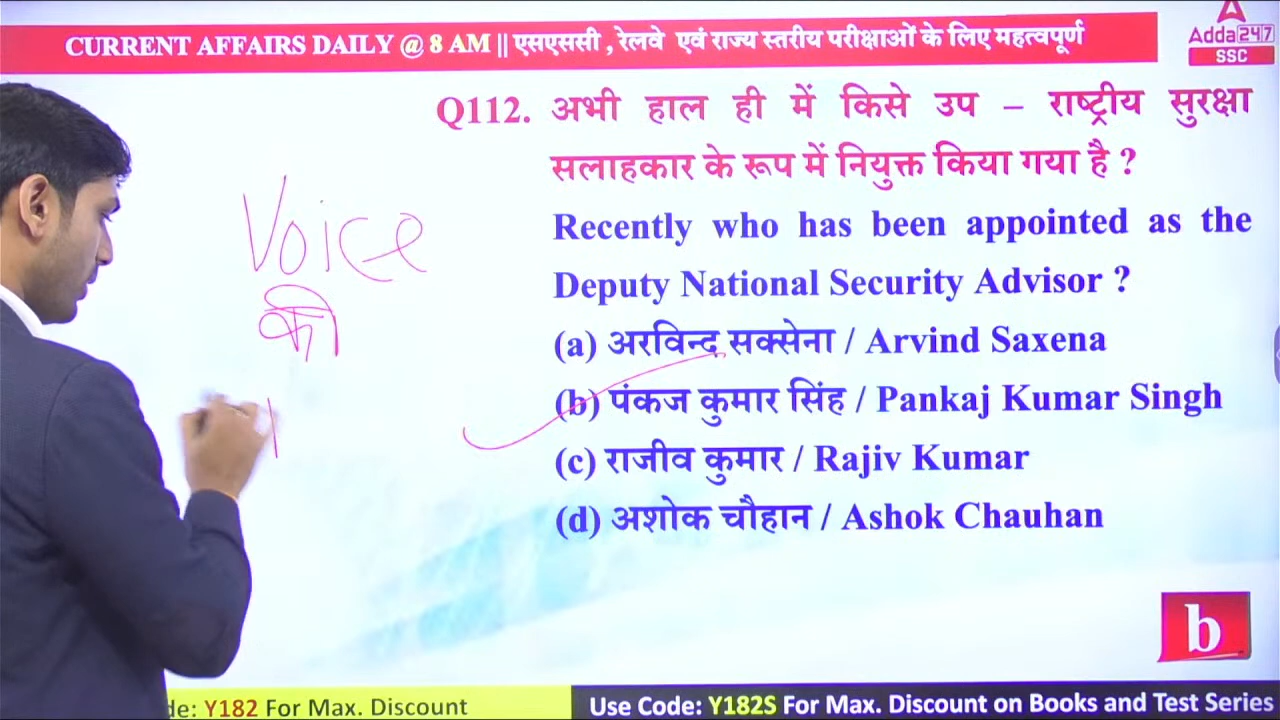 CURRENT AFFAIRS DAILY @ 8 AM || एसएससी , रेलवे एवं राज्य स्तरीय परीक्षाओं के लिए महत्वपूर्ण
Adda247
SSC
Q112. अभी हाल ही में किसे उप – राष्ट्रीय सुरक्षा
सलाहकार के रूप में नियुक्त किया गया है ?
Recently who has been appointed as the
Deputy National Security Advisor ?
(a) अरविन्द सक्सेना / Arvind Saxena
(b) पंकज कुमार सिंह / Pankaj Kumar Singh
(c) राजीव कुमार / Rajiv Kumar
(d) अशोक चौहान / Ashok Chauhan
Voice
की
b
de: Y182 For Max. Discount
Use Code: Y182S For Max. Discount on Books and Test Series